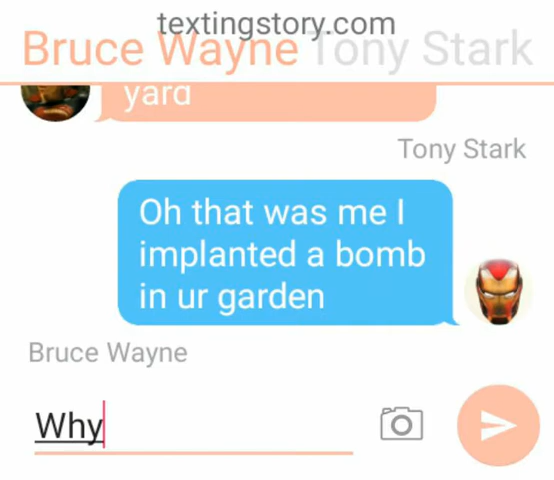 textingstory.com
Bruce Wayne Tony Stark
yard
Tony Stark
Oh that was me I
implanted a bomb
in ur garden
Bruce Wayne
Why